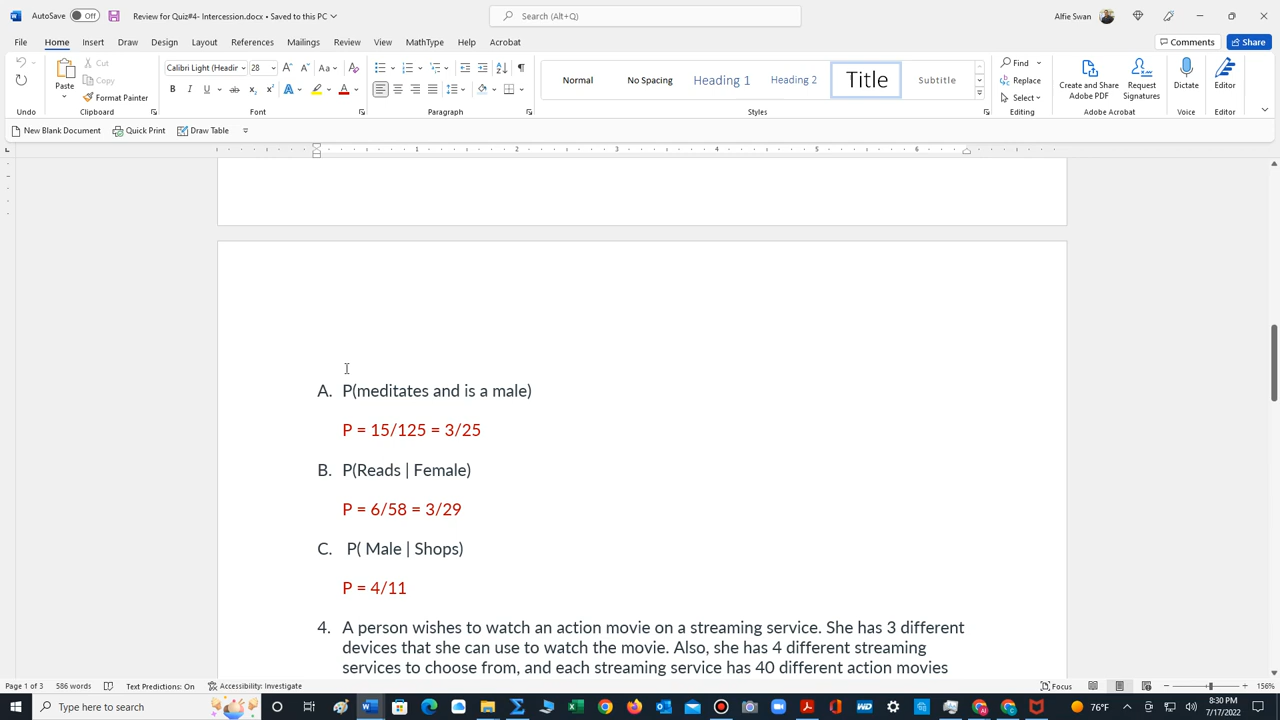 AutoSave Off Review for Quiz#4- Intercession.docx • Saved to this PC Search (Alt+Q) Alfie Swan
File Home Insert Draw Design Layout References Mailings Review View MathType Help Acrobat Comments Share
Paste Cut Copy Format Painter Calibri Light (Headin 28 Normal No Spacing Heading 1 Heading 2 Title Subtitle Find Replace Select Create and Share Adobe PDF Request Signatures Dictate Editor
Undo Clipboard Font Paragraph Styles Editing Adobe Acrobat Voice Editor
New Blank Document Quick Print Draw Table
1 2 3 4 5 6
A. P(meditates and is a male)
P = 15/125 = 3/25
B. P(Reads | Female)
P = 6/58 = 3/29
C. P( Male | Shops)
P = 4/11
4. A person wishes to watch an action movie on a streaming service. She has 3 different
devices that she can use to watch the movie. Also, she has 4 different streaming
services to choose from, and each streaming service has 40 different action movies
Page 1 of 3 586 words Text Predictions: On Accessibility: Investigate Focus 156%
Type here to search 76°F 8:30 PM
7/17/2022